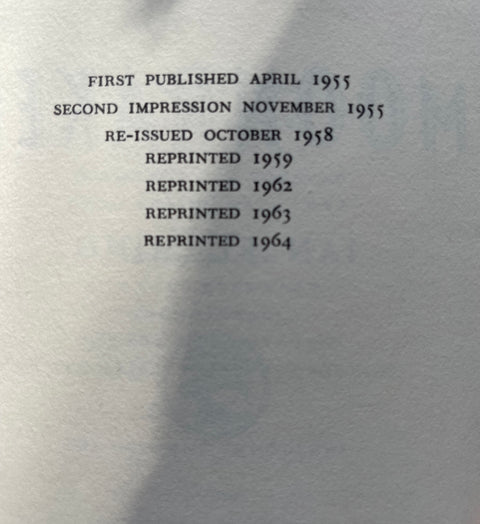 FIRST PUBLISHED APRIL 1955
SECOND IMPRESSION NOVEMBER 1955
RE-ISSUED OCTOBER 1958
REPRINTED 1959
REPRINTED 1962
REPRINTED 1963
REPRINTED 1964